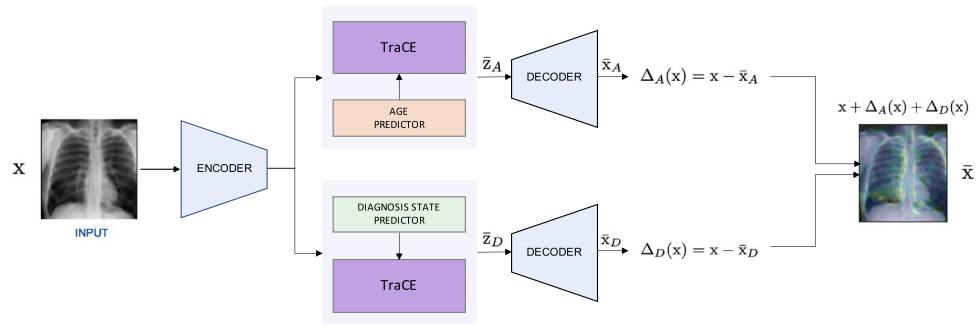 x
INPUT
ENCODER
TraCE
AGE
PREDICTOR
z̄_A
DECODER
x̄_A
Δ_A(x) = x − x̄_A
DIAGNOSIS STATE
PREDICTOR
TraCE
z̄_D
DECODER
x̄_D
Δ_D(x) = x − x̄_D
x + Δ_A(x) + Δ_D(x)
x̄